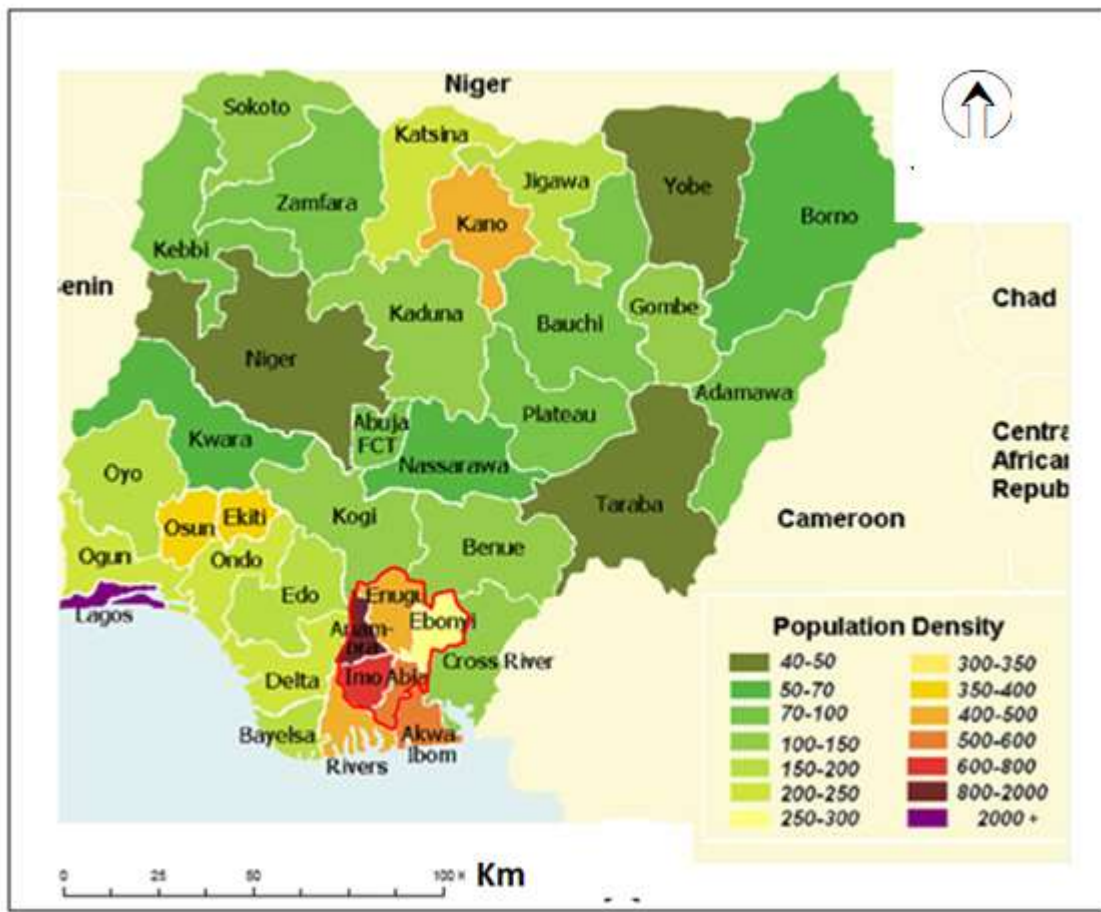 Niger
Sokoto
Katsina
Jigawa
Yobe
Zamfara
Kano
Borno
Kebbi
enin
Chad
Gombe
Kaduna
Bauchi
Niger
Adamawa
Plateau
Abuja
FCT
Kwara
Nassarawa
Centra
African
Repub
Oyo
Taraba
Kogi
Cameroon
Osun
Ekiti
Benue
Ogun
Ondo
Enugu
Edo
Lagos
Ebonyi
Anam-
bra
Cross River
Imo
Abia
Delta
Bayelsa
Akwa
Ibom
Rivers
Population Density
40-50
50-70
70-100
100-150
150-200
200-250
250-300
300-350
350-400
400-500
500-600
600-800
800-2000
2000 +
0 25 50 100 K Km